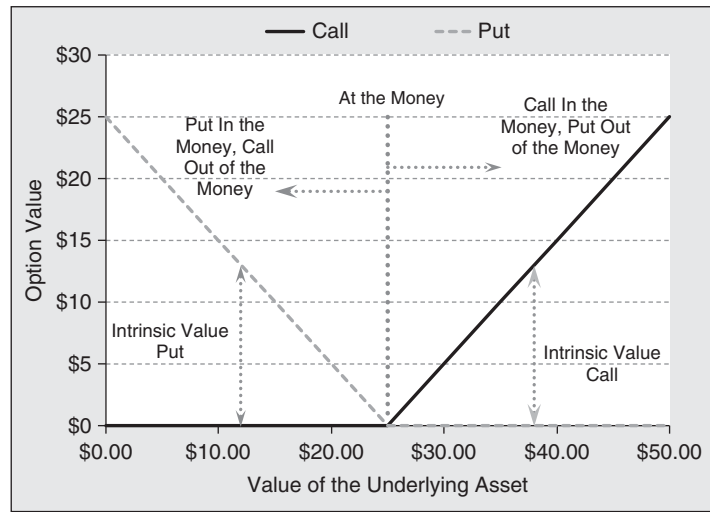 Call Put
$30
$25
$20
$15
$10
$5
$0
Option Value
At the Money
Put In the
Money, Call
Out of the
Money
Call In the
Money, Put Out
of the Money
Intrinsic Value
Put
Intrinsic Value
Call
$0.00 $10.00 $20.00 $30.00 $40.00 $50.00
Value of the Underlying Asset